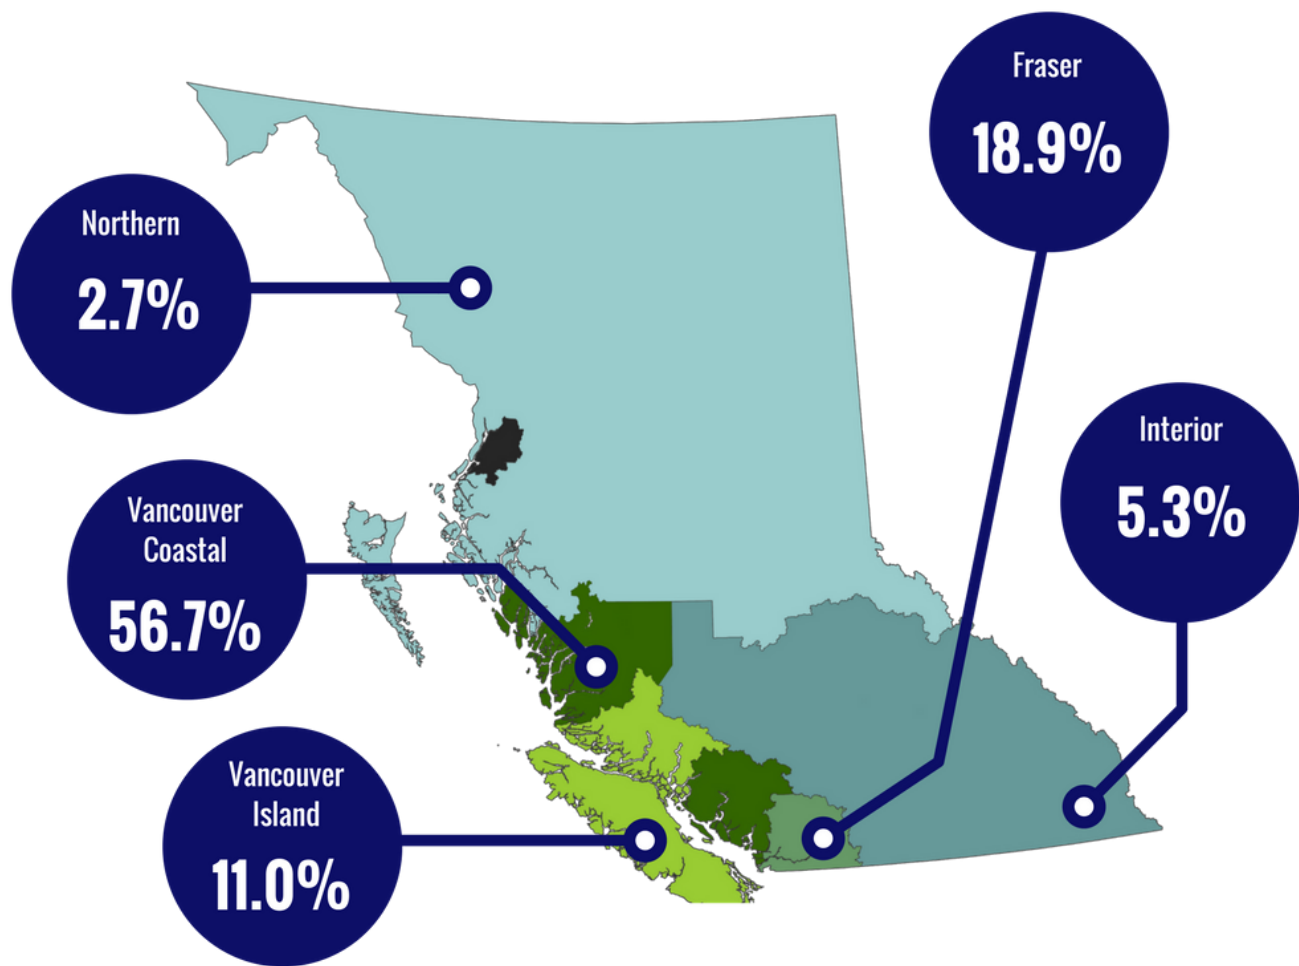 Fraser
18.9%
Northern
2.7%
Interior
5.3%
Vancouver
Coastal
56.7%
Vancouver
Island
11.0%